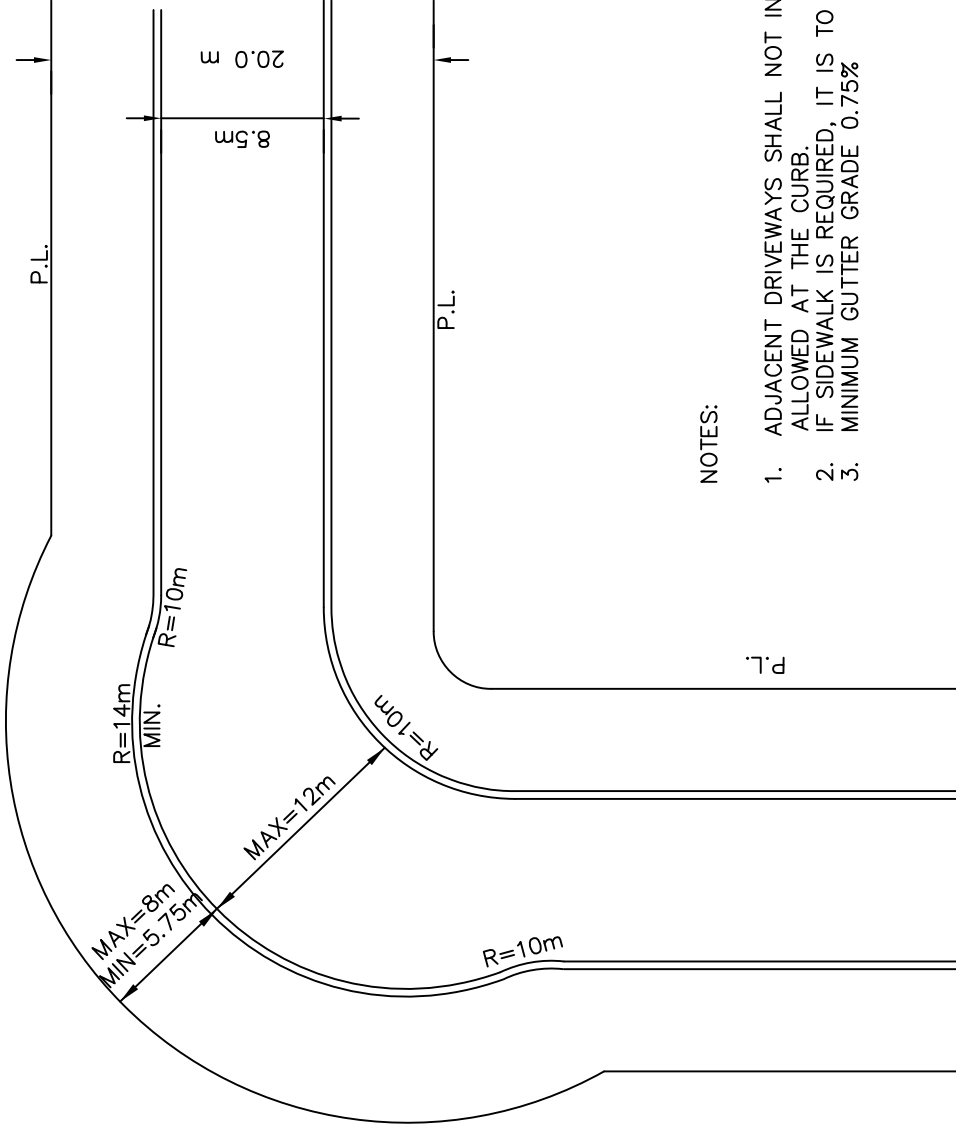 P.L.
20.0 m
8.5m
P.L.
R=10m
R=14m
MIN.
R=10m
MAX=12m
MAX=8m
MIN=5.75m
R=10m
P.L.
NOTES:
1. ADJACENT DRIVEWAYS SHALL NOT IN
ALLOWED AT THE CURB.
2. IF SIDEWALK IS REQUIRED, IT IS TO
3. MINIMUM GUTTER GRADE 0.75%